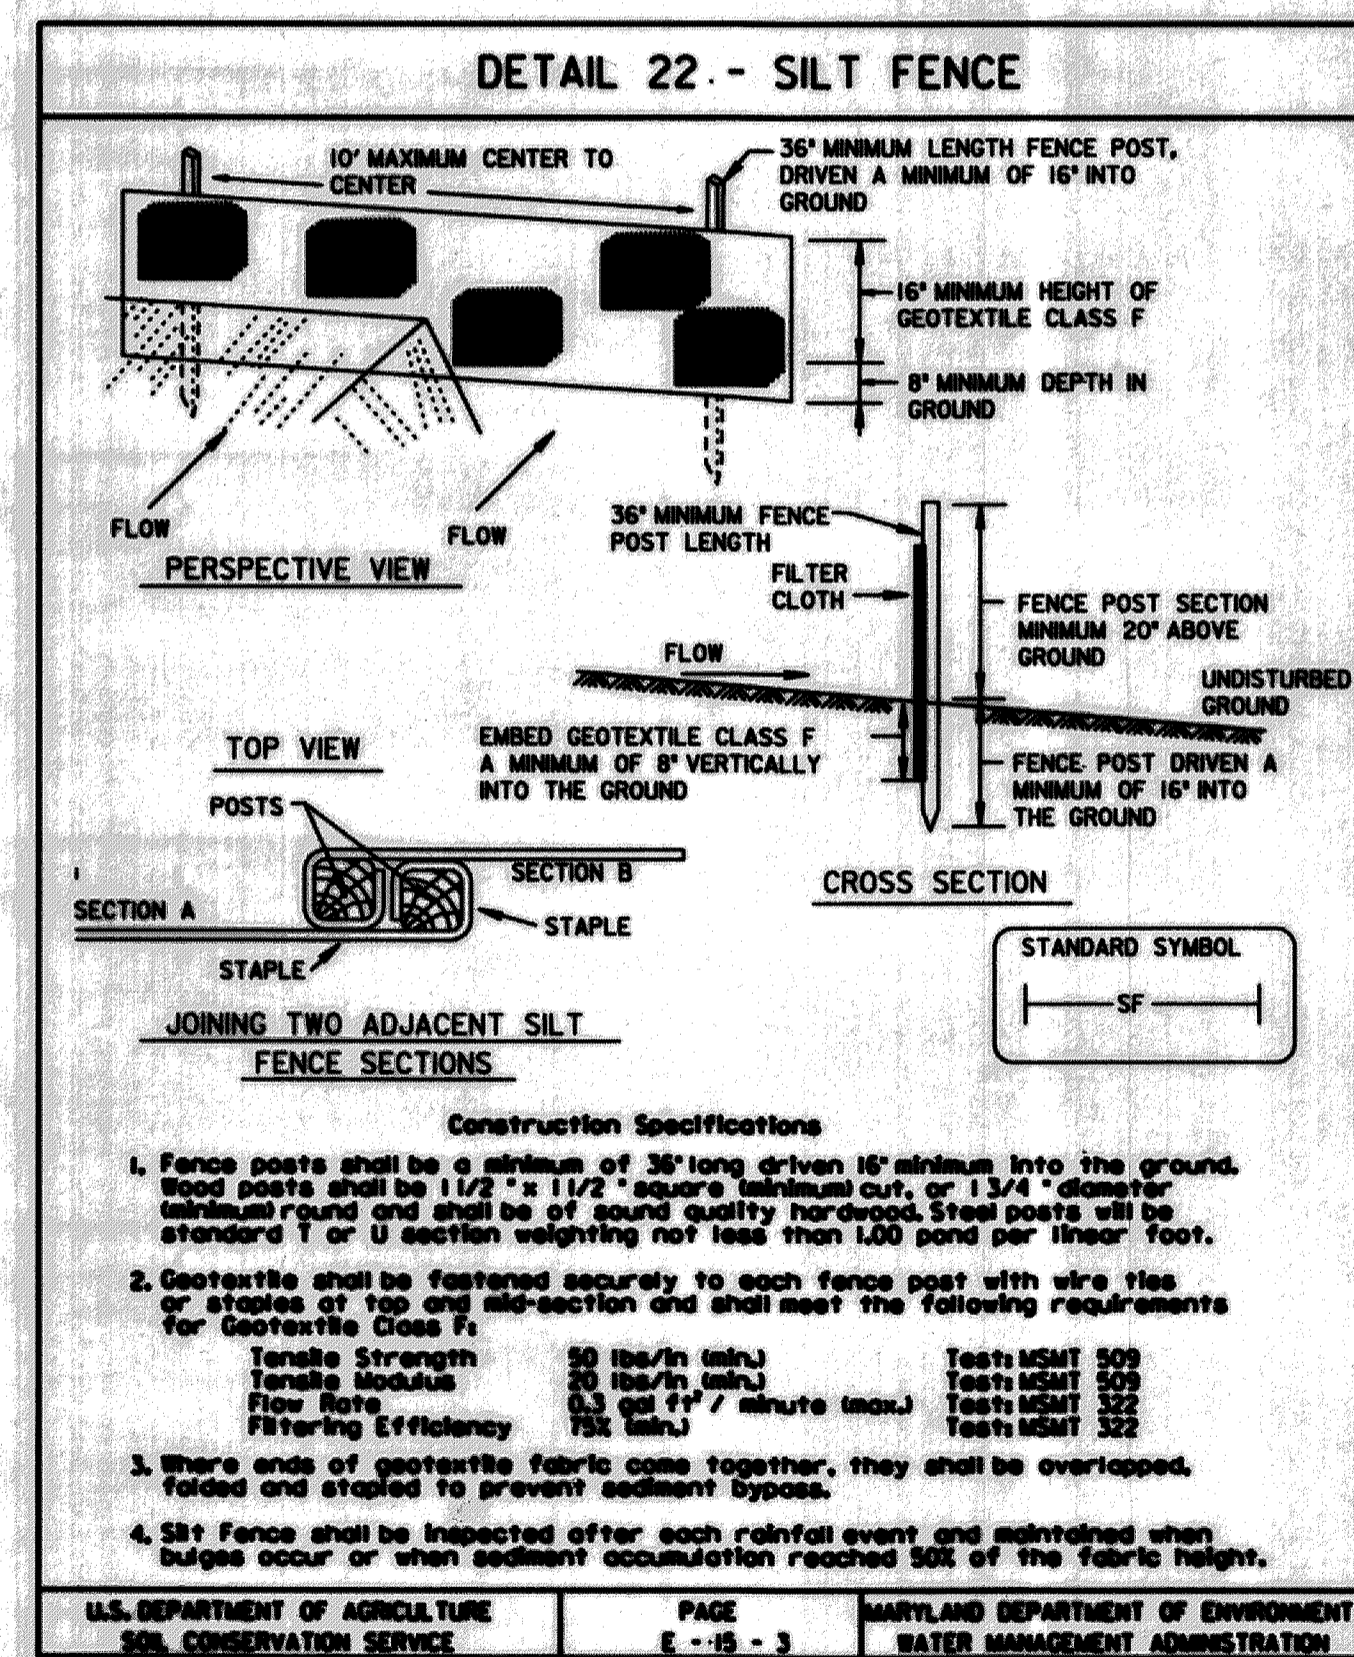 DETAIL 22.- SILT FENCE
10' MAXIMUM CENTER TO
CENTER
36" MINIMUM LENGTH FENCE POST,
DRIVEN A MINIMUM OF 16" INTO
GROUND
16" MINIMUM HEIGHT OF
GEOTEXTILE CLASS F
8" MINIMUM DEPTH IN
GROUND
FLOW
FLOW
PERSPECTIVE VIEW
36" MINIMUM FENCE
POST LENGTH
FILTER
CLOTH
FENCE POST SECTION
MINIMUM 20" ABOVE
GROUND
FLOW
UNDISTURBED
GROUND
EMBED GEOTEXTILE CLASS F
A MINIMUM OF 8" VERTICALLY
INTO THE GROUND
FENCE POST DRIVEN A
MINIMUM OF 16" INTO
THE GROUND
CROSS SECTION
TOP VIEW
POSTS
SECTION B
SECTION A
STAPLE
STAPLE
JOINING TWO ADJACENT SILT
FENCE SECTIONS
STANDARD SYMBOL
SF
Construction Specifications
1. Fence posts shall be a minimum of 36" long driven 16" minimum into the ground.
Wood posts shall be 1 1/2 " x 1 1/2 " square (minimum) cut, or 1 3/4 " diameter
(minimum) round and shall be of sound quality hardwood. Steel posts will be
standard T or U section weighting not less than 1.00 pond per linear foot.
2. Geotextile shall be fastened securely to each fence post with wire ties
or staples at top and mid-section and shall meet the following requirements
for Geotextile Class F:
Tensile Strength 50 lbs/in (min.) Test: MSMT 509
Tensile Modulus 20 lbs/in (min.) Test: MSMT 509
Flow Rate 0.3 gal ft² / minute (max.) Test: MSMT 322
Filtering Efficiency 75% (min.) Test: MSMT 322
3. Where ends of geotextile fabric come together, they shall be overlapped,
folded and stapled to prevent sediment bypass.
4. Silt Fence shall be inspected after each rainfall event and maintained when
bulges occur or when sediment accumulation reached 50% of the fabric height.
U.S. DEPARTMENT OF AGRICULTURE
SOIL CONSERVATION SERVICE
PAGE
E - 15 - 3
MARYLAND DEPARTMENT OF ENVIRONMENT
WATER MANAGEMENT ADMINISTRATION